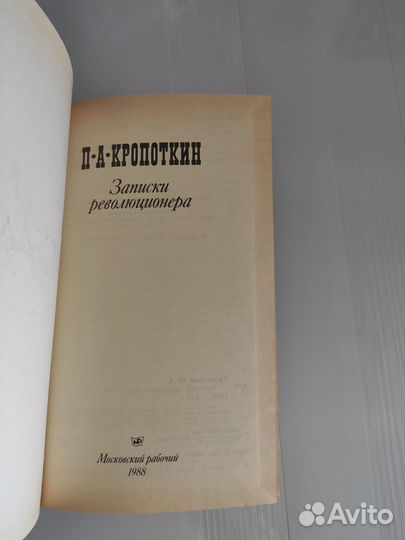 П·А·КРОПОТКИН
Записки
революционера
Московский рабочий
1988
Avito